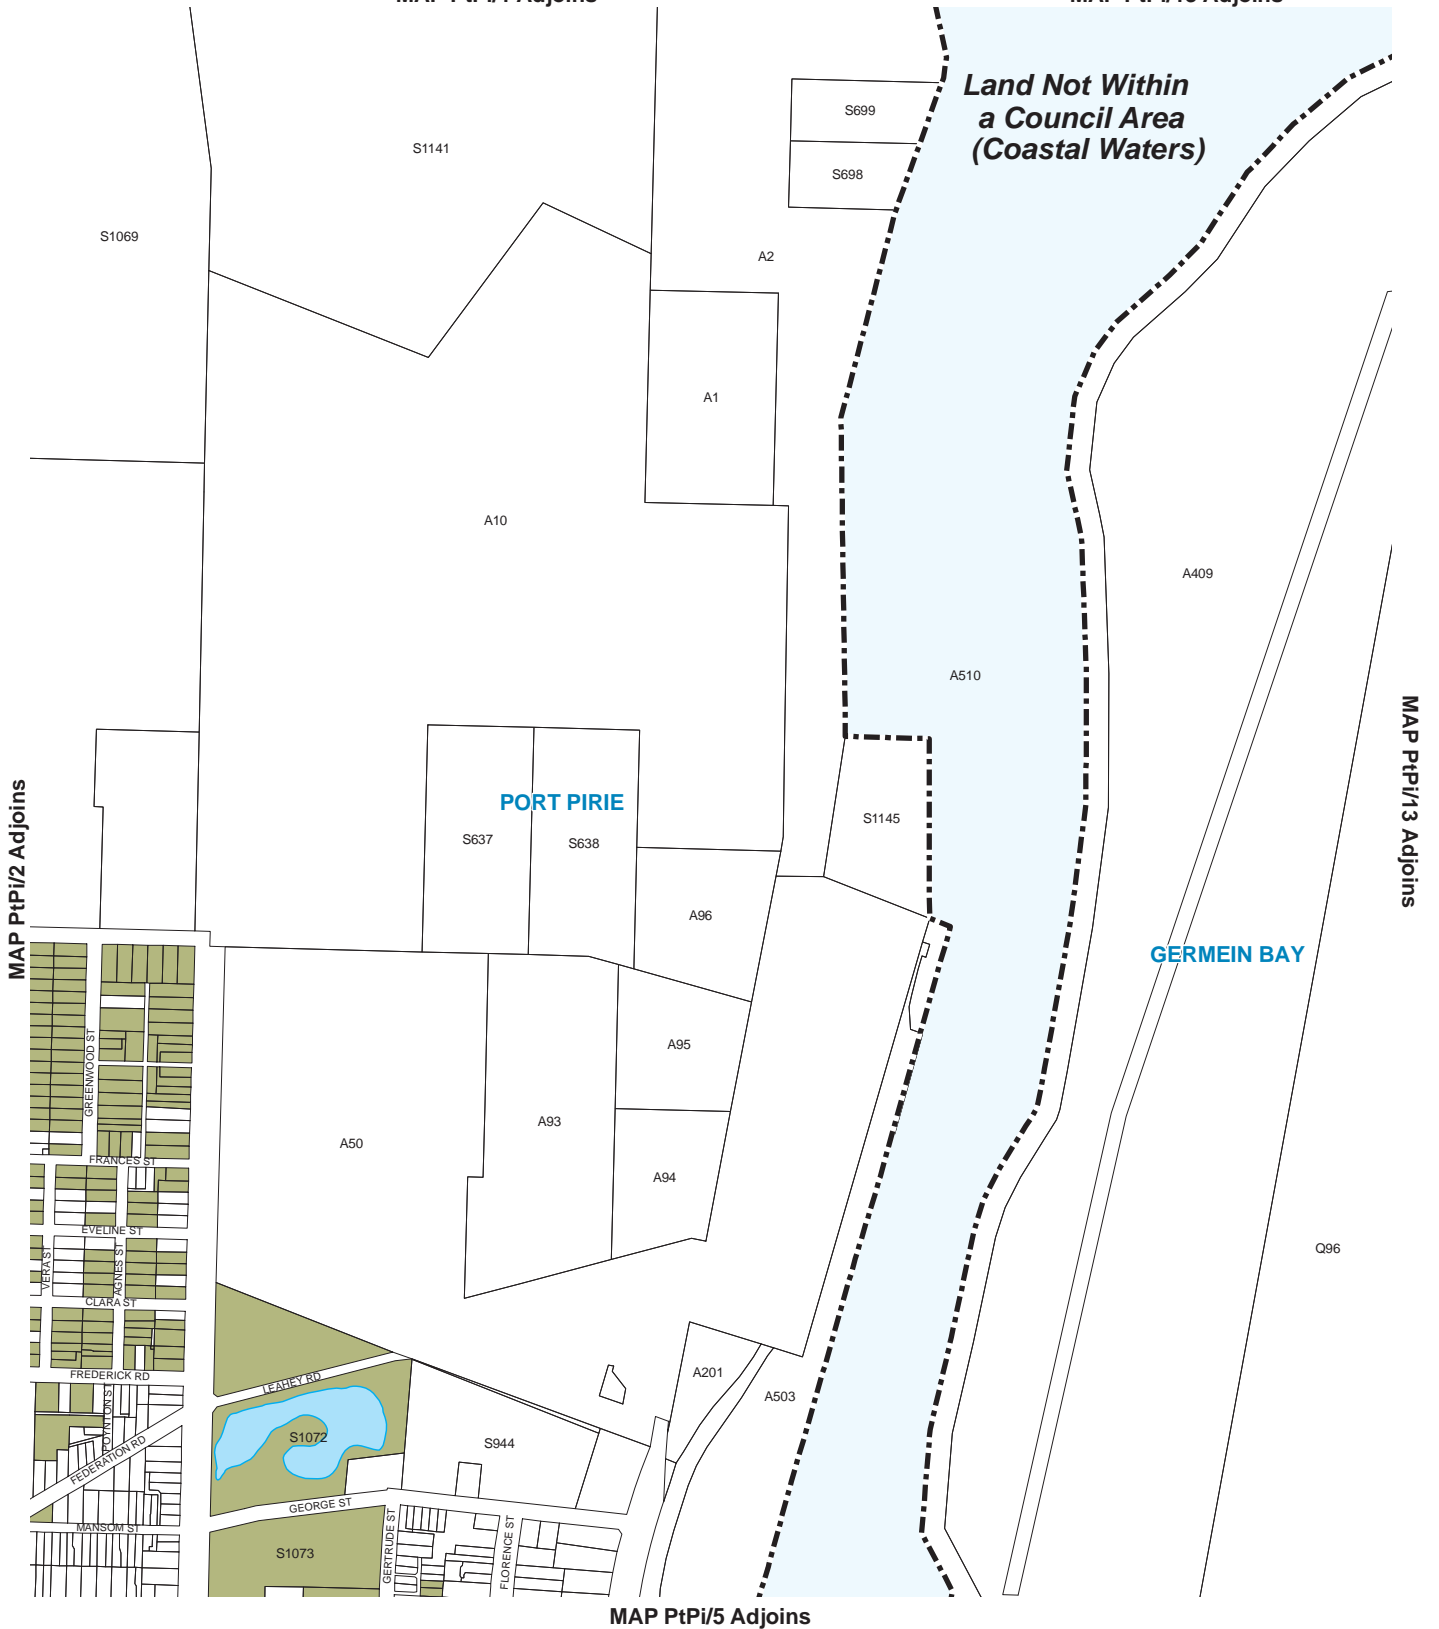 Land Not Within
a Council Area
(Coastal Waters)
S699
S1141
S698
S1069
A2
A1
A10
A409
A510
MAP PtPi/13 Adjoins
MAP PtPi/2 Adjoins
PORT PIRIE
S637
S638
S1145
A96
GERMEIN BAY
GREENWOOD ST
A95
A93
A50
A94
FRANCES ST
EVELINE ST
VERA ST
AGNES ST
Q96
CLARA ST
FREDERICK RD
LEAHEY RD
A201
A503
POYNTON ST
S1072
S944
FEDERATION RD
GEORGE ST
MANSOM ST
GERTRUDE ST
FLORENCE ST
S1073
MAP PtPi/5 Adjoins